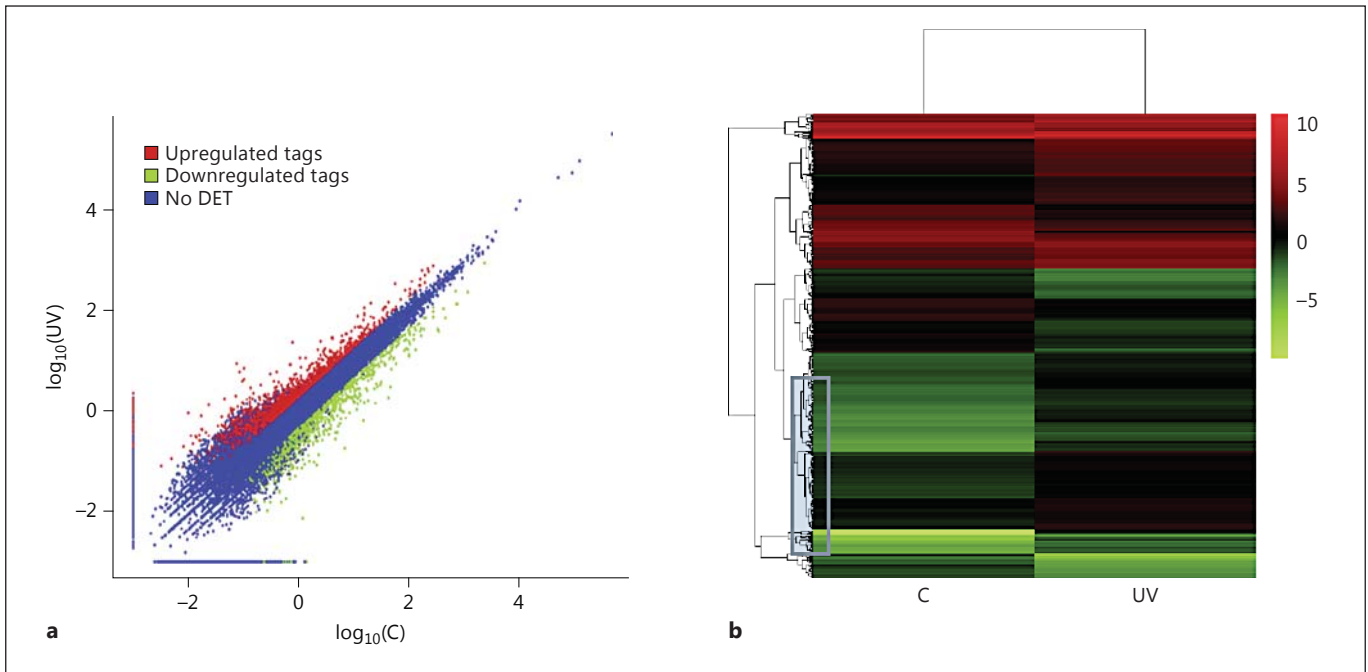 Upregulated tags
Downregulated tags
No DET
4
2
0
−2
log10(UV)
−2 0 2 4
log10(C)
a
10
5
0
−5
C UV
b